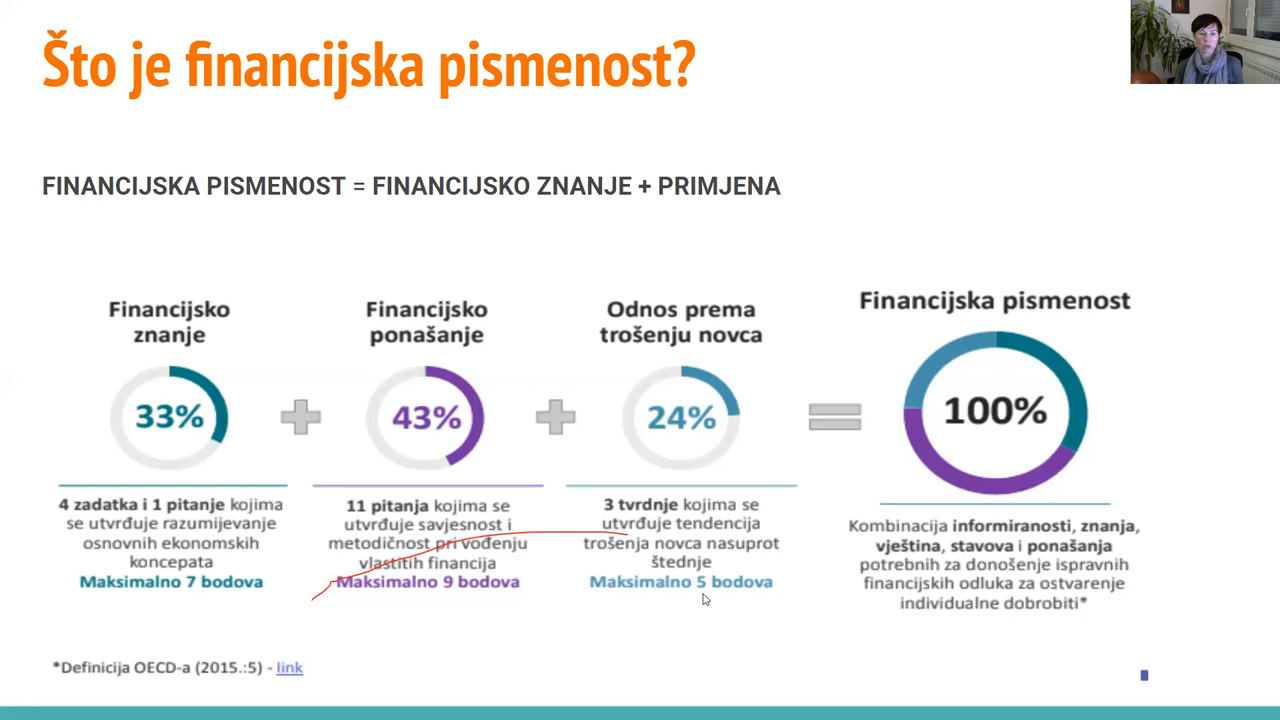 Što je financijska pismenost?
FINANCIJSKA PISMENOST = FINANCIJSKO ZNANJE + PRIMJENA
Financijsko
znanje
33%
4 zadatka i 1 pitanje kojima
se utvrđuje razumijevanje
osnovnih ekonomskih
koncepata
Maksimalno 7 bodova
Financijsko
ponašanje
43%
11 pitanja kojima se
utvrđuje savjesnost i
metodičnost pri vođenju
vlastitih financija
Maksimalno 9 bodova
Odnos prema
trošenju novca
24%
3 tvrdnje kojima se
utvrđuje tendencija
trošenja novca nasuprot
štednje
Maksimalno 5 bodova
Financijska pismenost
100%
Kombinacija informiranosti, znanja,
vještina, stavova i ponašanja
potrebnih za donošenje ispravnih
financijskih odluka za ostvarenje
individualne dobrobiti*
*Definicija OECD-a (2015.:5) - link